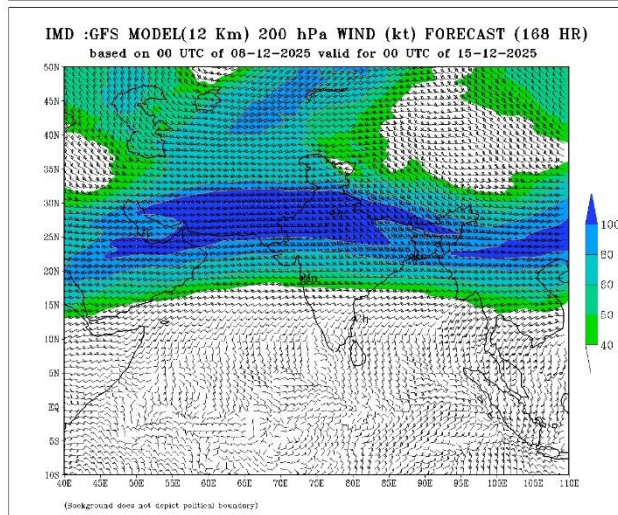 IMD :GFS MODEL(12 Km) 200 hPa WIND (kt) FORECAST (168 HR)
based on 00 UTC of 08-12-2025 valid for 00 UTC of 15-12-2025
50N
45N
40N
35N
30N
25N
20N
15N
10N
5N
EQ
5S
10S
40E 45E 50E 55E 60E 65E 70E 75E 80E 85E 90E 95E 100E 105E 110E
100
80
60
50
40
(Background does not depict political boundary)